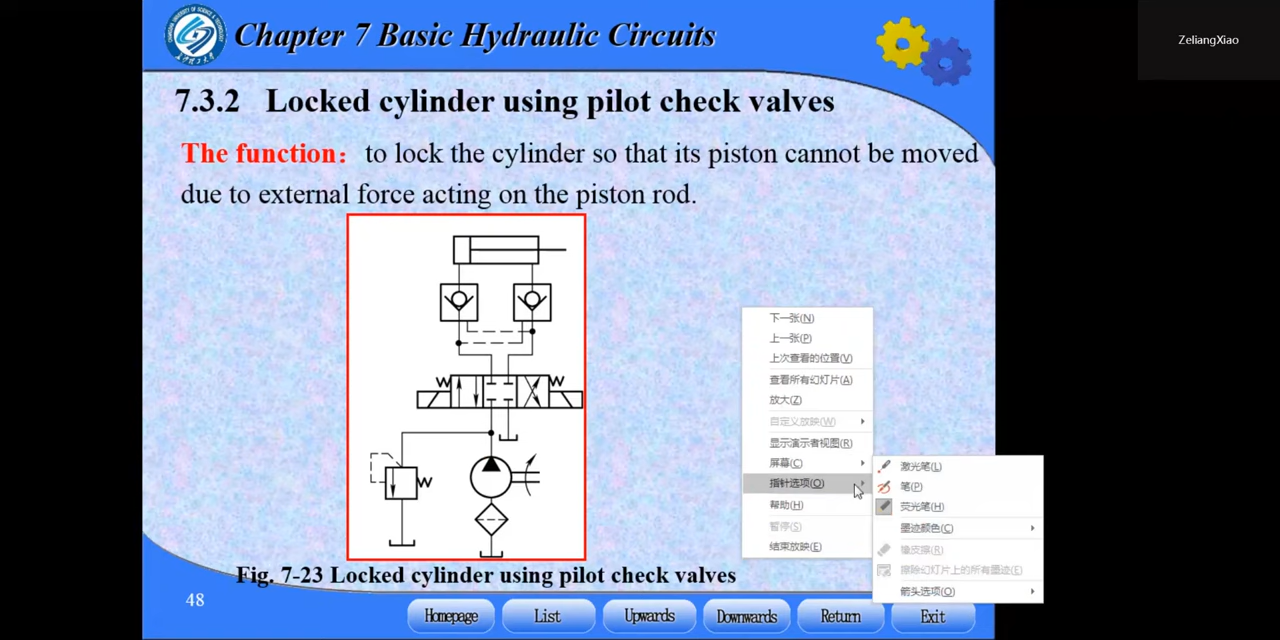 Chapter 7 Basic Hydraulic Circuits
ZeliangXiao
7.3.2 Locked cylinder using pilot check valves
The function： to lock the cylinder so that its piston cannot be moved
due to external force acting on the piston rod.
下一张(N)
上一张(P)
上次查看的位置(V)
查看所有幻灯片(A)
放大(Z)
自定义放映(W)
显示演示者视图(R)
屏幕(C)
指针选项(O)
帮助(H)
暂停(S)
结束放映(E)
激光笔(L)
笔(P)
荧光笔(H)
墨迹颜色(C)
橡皮擦(R)
擦除幻灯片上的所有墨迹(E)
箭头选项(O)
Fig. 7-23 Locked cylinder using pilot check valves
48
Homepage
List
Upwards
Downwards
Return
Exit